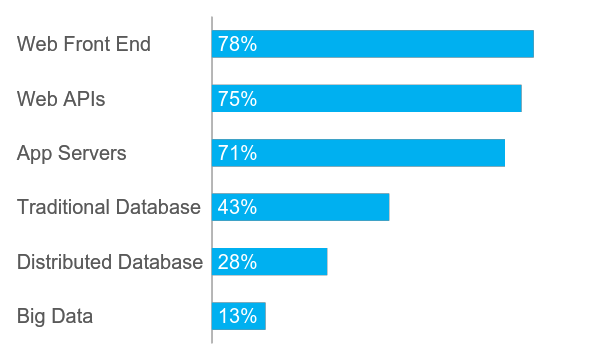 Web Front End 78%
Web APIs 75%
App Servers 71%
Traditional Database 43%
Distributed Database 28%
Big Data 13%